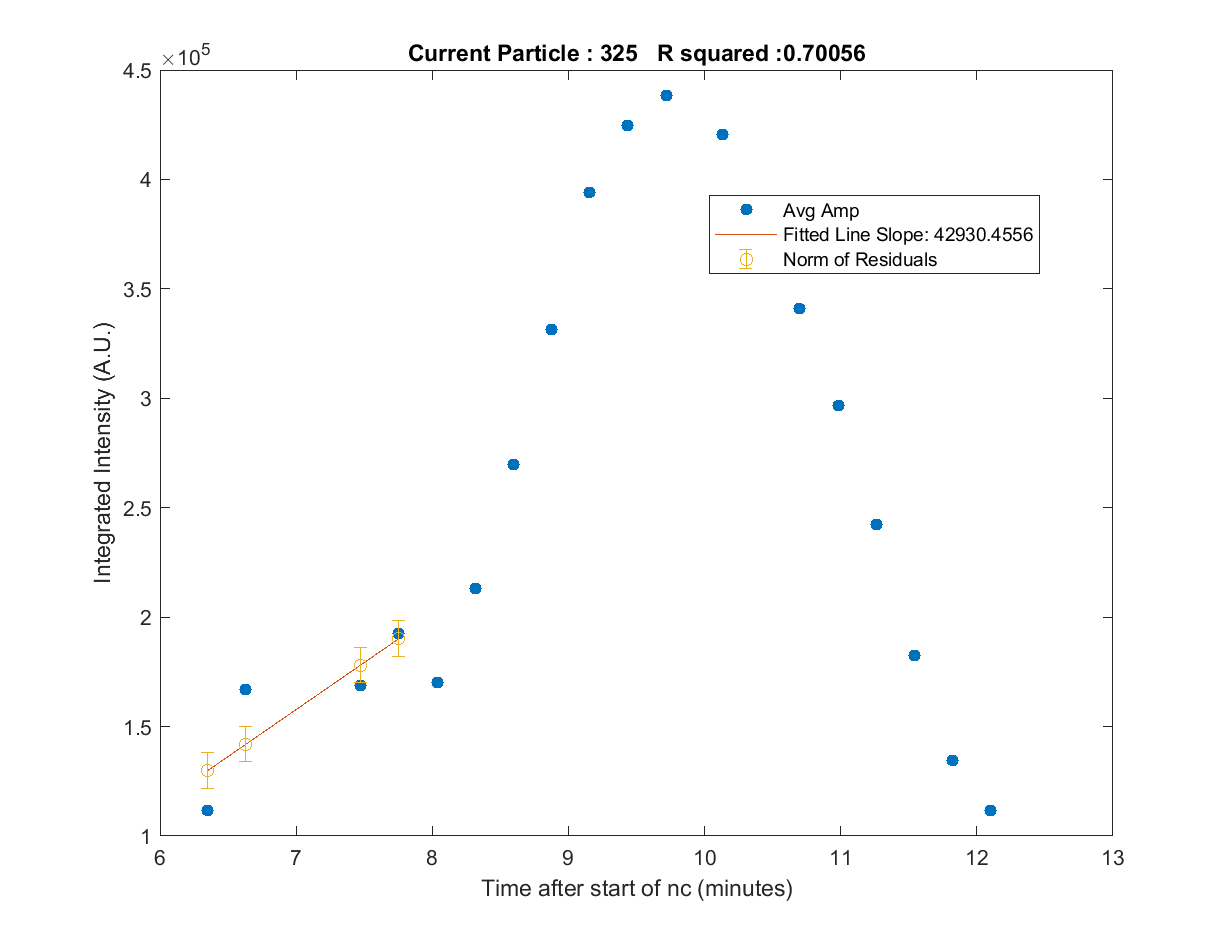 Current Particle : 325   R squared :0.70056
×10^5
4.5
4
3.5
3
2.5
2
1.5
1
Integrated Intensity (A.U.)
Avg Amp
Fitted Line Slope: 42930.4556
Norm of Residuals
6 7 8 9 10 11 12 13
Time after start of nc (minutes)